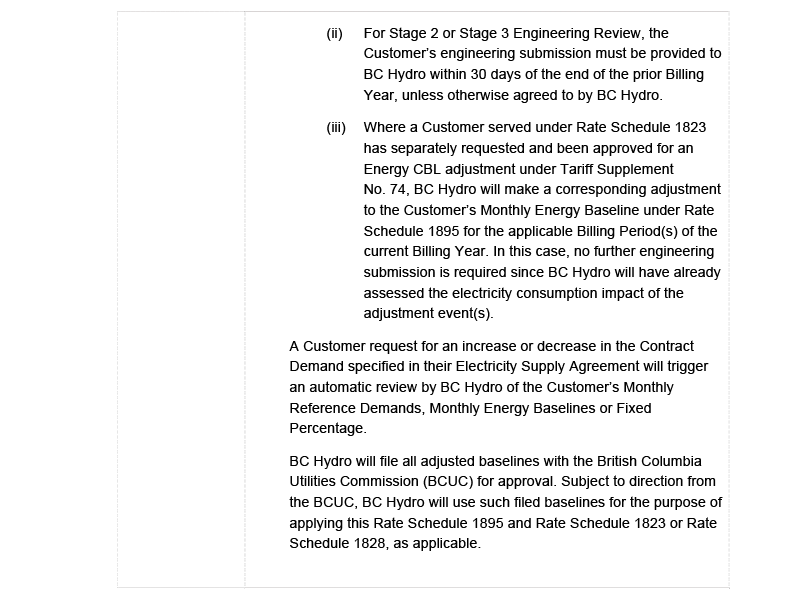 (ii) For Stage 2 or Stage 3 Engineering Review, the
Customer’s engineering submission must be provided to
BC Hydro within 30 days of the end of the prior Billing
Year, unless otherwise agreed to by BC Hydro.
(iii) Where a Customer served under Rate Schedule 1823
has separately requested and been approved for an
Energy CBL adjustment under Tariff Supplement
No. 74, BC Hydro will make a corresponding adjustment
to the Customer’s Monthly Energy Baseline under Rate
Schedule 1895 for the applicable Billing Period(s) of the
current Billing Year. In this case, no further engineering
submission is required since BC Hydro will have already
assessed the electricity consumption impact of the
adjustment event(s).
A Customer request for an increase or decrease in the Contract
Demand specified in their Electricity Supply Agreement will trigger
an automatic review by BC Hydro of the Customer’s Monthly
Reference Demands, Monthly Energy Baselines or Fixed
Percentage.
BC Hydro will file all adjusted baselines with the British Columbia
Utilities Commission (BCUC) for approval. Subject to direction from
the BCUC, BC Hydro will use such filed baselines for the purpose of
applying this Rate Schedule 1895 and Rate Schedule 1823 or Rate
Schedule 1828, as applicable.